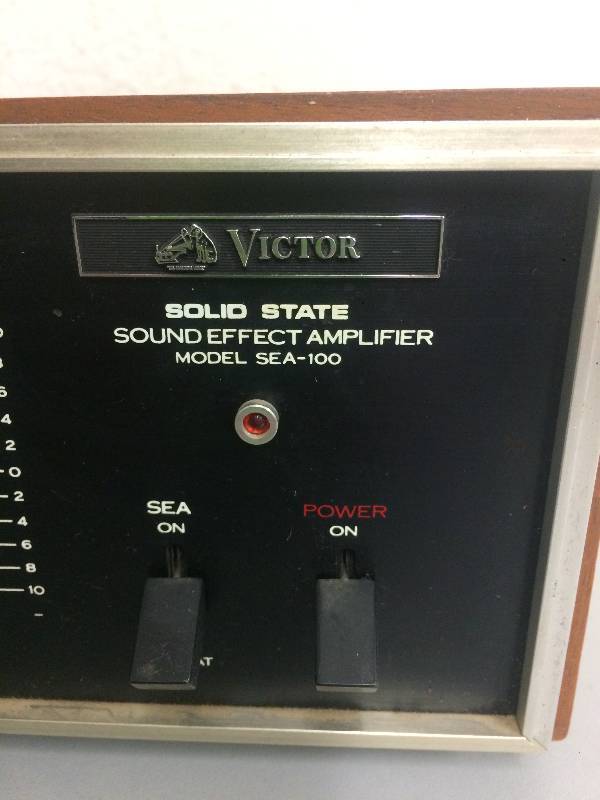 VICTOR
SOLID STATE
SOUND EFFECT AMPLIFIER
MODEL SEA-100
4
2
0
2
4
6
8
10
–
SEA
ON
POWER
ON